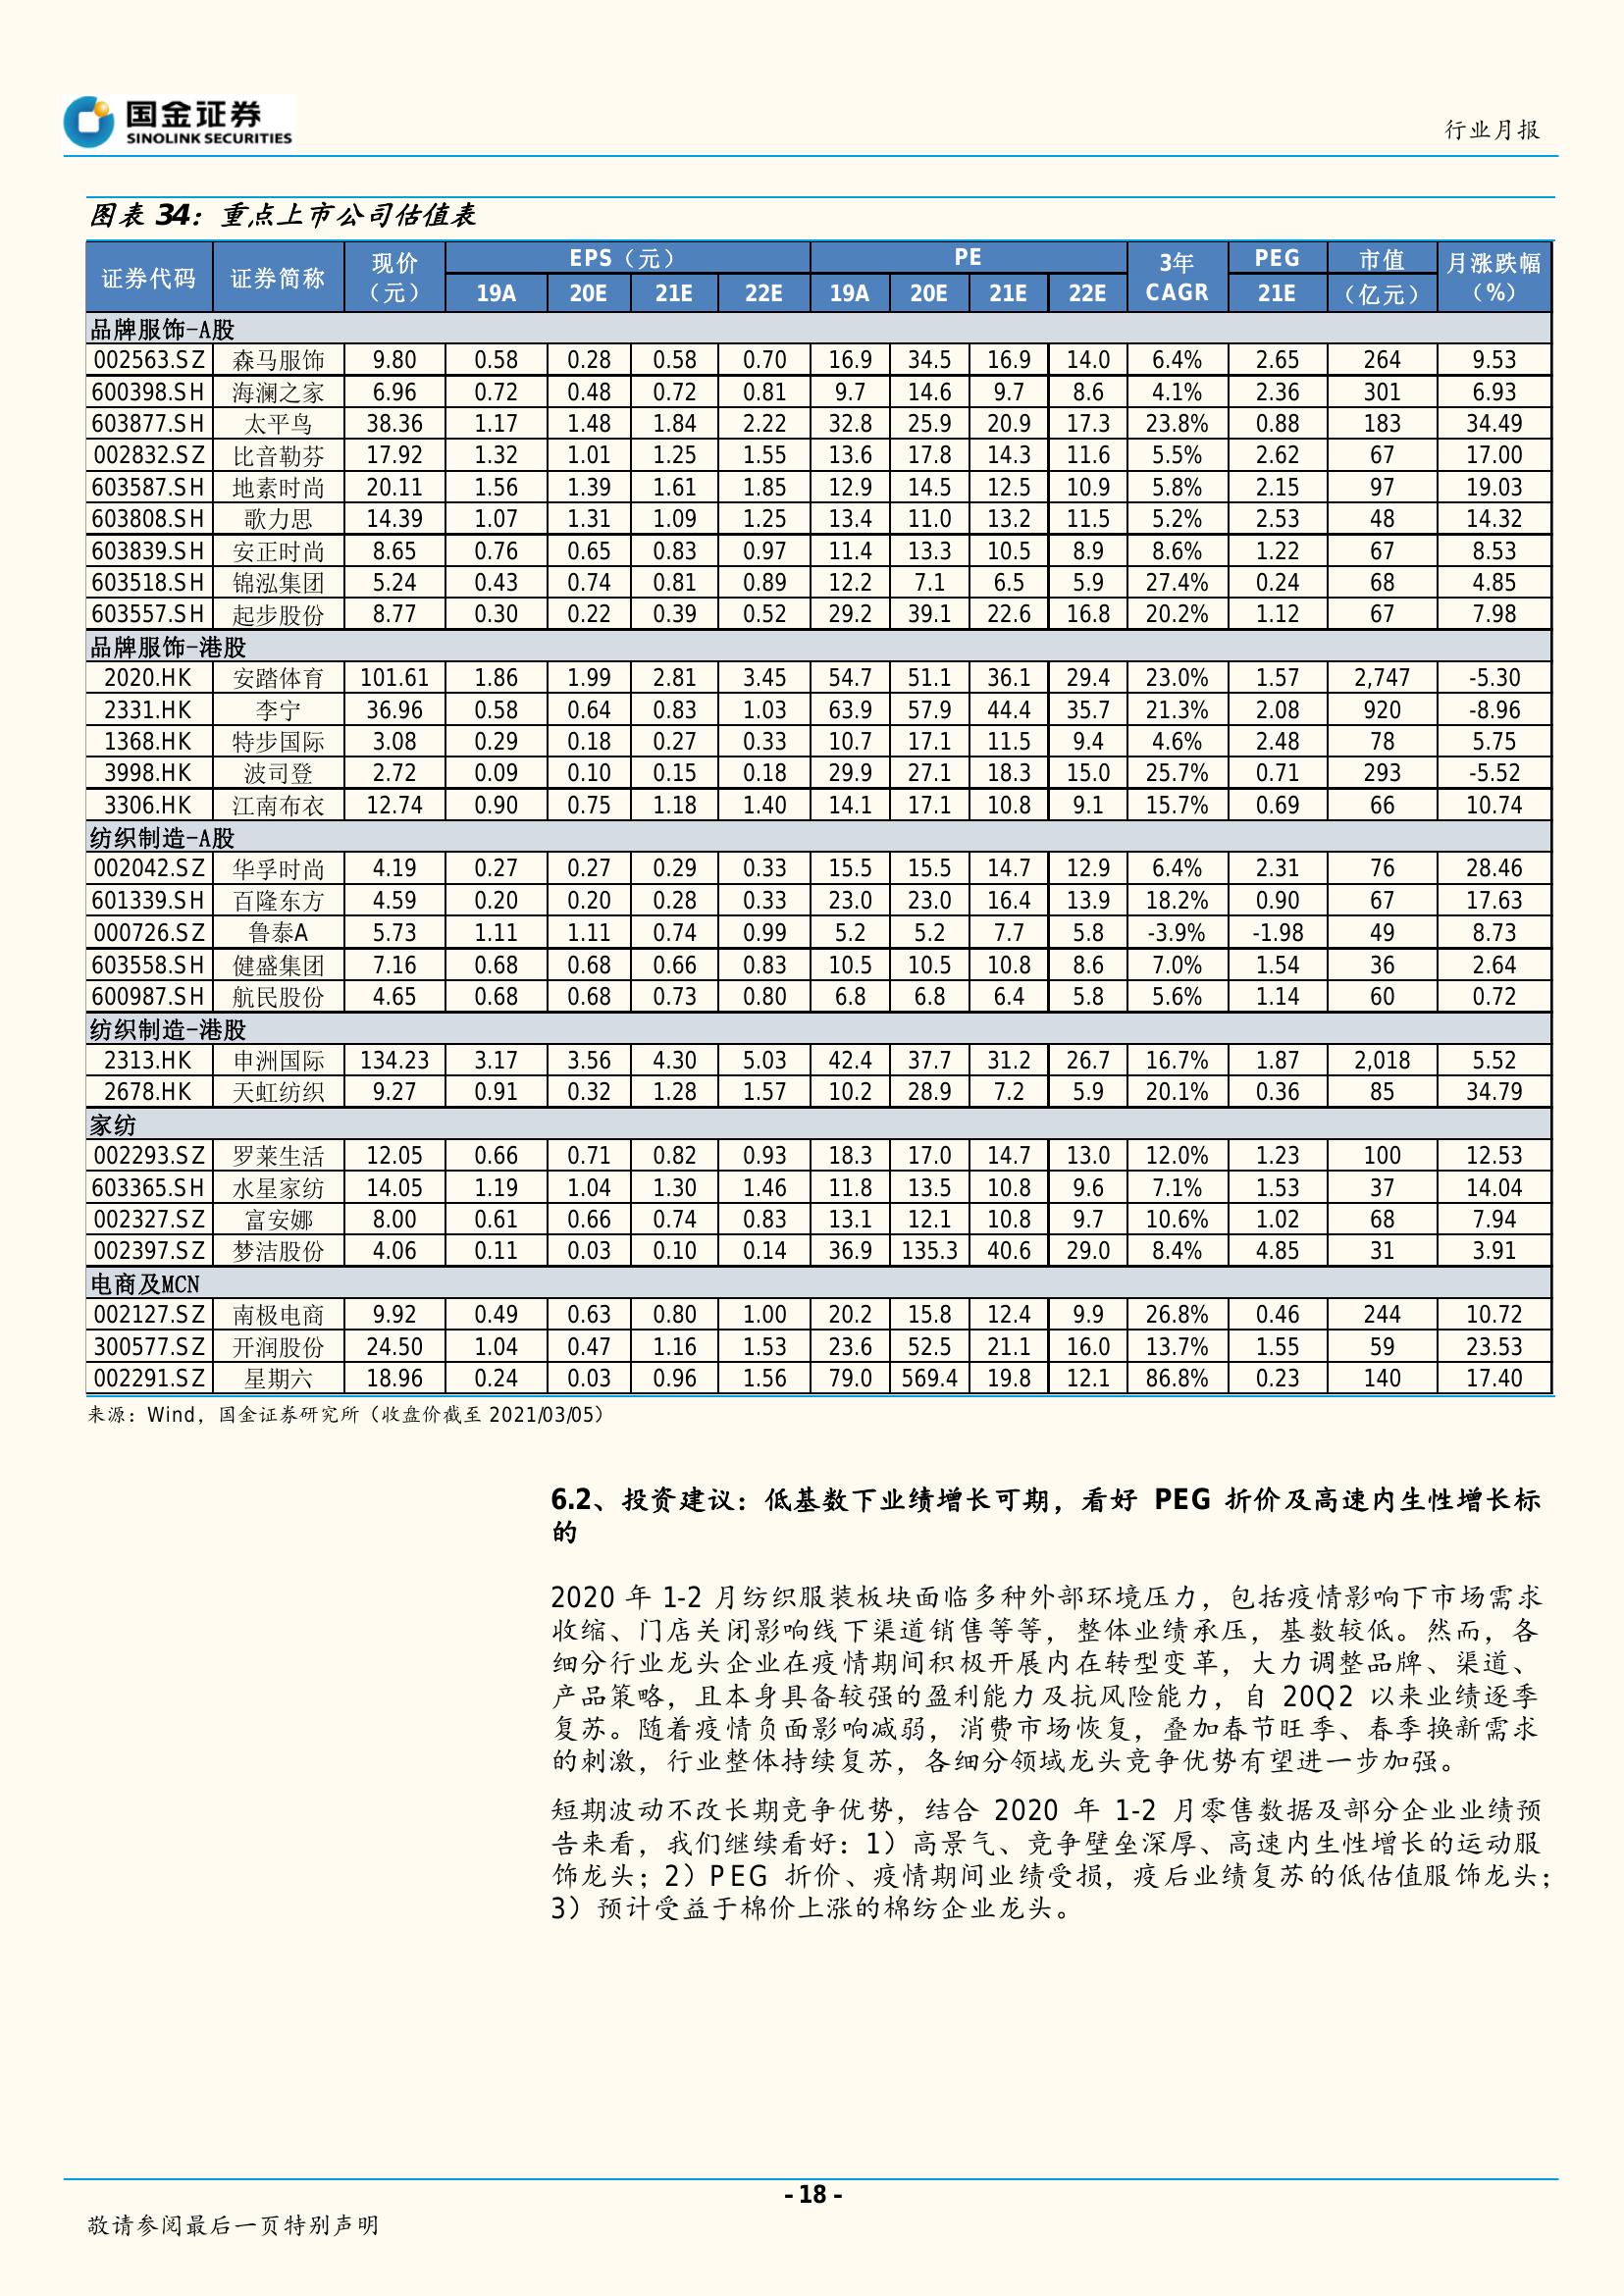 国金证券
SINOLINK SECURITIES
行业月报
图表 34：重点上市公司估值表
证券代码 证券简称 现价（元） EPS（元） PE 3年CAGR PEG 市值（亿元） 月涨跌幅（%）
19A 20E 21E 22E 19A 20E 21E 22E 21E
品牌服饰-A股
002563.SZ 森马服饰 9.80 0.58 0.28 0.58 0.70 16.9 34.5 16.9 14.0 6.4% 2.65 264 9.53
600398.SH 海澜之家 6.96 0.72 0.48 0.72 0.81 9.7 14.6 9.7 8.6 4.1% 2.36 301 6.93
603877.SH 太平鸟 38.36 1.17 1.48 1.84 2.22 32.8 25.9 20.9 17.3 23.8% 0.88 183 34.49
002832.SZ 比音勒芬 17.92 1.32 1.01 1.25 1.55 13.6 17.8 14.3 11.6 5.5% 2.62 67 17.00
603587.SH 地素时尚 20.11 1.56 1.39 1.61 1.85 12.9 14.5 12.5 10.9 5.8% 2.15 97 19.03
603808.SH 歌力思 14.39 1.07 1.31 1.09 1.25 13.4 11.0 13.2 11.5 5.2% 2.53 48 14.32
603839.SH 安正时尚 8.65 0.76 0.65 0.83 0.97 11.4 13.3 10.5 8.9 8.6% 1.22 67 8.53
603518.SH 锦泓集团 5.24 0.43 0.74 0.81 0.89 12.2 7.1 6.5 5.9 27.4% 0.24 68 4.85
603557.SH 起步股份 8.77 0.30 0.22 0.39 0.52 29.2 39.1 22.6 16.8 20.2% 1.12 67 7.98
品牌服饰-港股
2020.HK 安踏体育 101.61 1.86 1.99 2.81 3.45 54.7 51.1 36.1 29.4 23.0% 1.57 2,747 -5.30
2331.HK 李宁 36.96 0.58 0.64 0.83 1.03 63.9 57.9 44.4 35.7 21.3% 2.08 920 -8.96
1368.HK 特步国际 3.08 0.29 0.18 0.27 0.33 10.7 17.1 11.5 9.4 4.6% 2.48 78 5.75
3998.HK 波司登 2.72 0.09 0.10 0.15 0.18 29.9 27.1 18.3 15.0 25.7% 0.71 293 -5.52
3306.HK 江南布衣 12.74 0.90 0.75 1.18 1.40 14.1 17.1 10.8 9.1 15.7% 0.69 66 10.74
纺织制造-A股
002042.SZ 华孚时尚 4.19 0.27 0.27 0.29 0.33 15.5 15.5 14.7 12.9 6.4% 2.31 76 28.46
601339.SH 百隆东方 4.59 0.20 0.20 0.28 0.33 23.0 23.0 16.4 13.9 18.2% 0.90 67 17.63
000726.SZ 鲁泰A 5.73 1.11 1.11 0.74 0.99 5.2 5.2 7.7 5.8 -3.9% -1.98 49 8.73
603558.SH 健盛集团 7.16 0.68 0.68 0.66 0.83 10.5 10.5 10.8 8.6 7.0% 1.54 36 2.64
600987.SH 航民股份 4.65 0.68 0.68 0.73 0.80 6.8 6.8 6.4 5.8 5.6% 1.14 60 0.72
纺织制造-港股
2313.HK 申洲国际 134.23 3.17 3.56 4.30 5.03 42.4 37.7 31.2 26.7 16.7% 1.87 2,018 5.52
2678.HK 天虹纺织 9.27 0.91 0.32 1.28 1.57 10.2 28.9 7.2 5.9 20.1% 0.36 85 34.79
家纺
002293.SZ 罗莱生活 12.05 0.66 0.71 0.82 0.93 18.3 17.0 14.7 13.0 12.0% 1.23 100 12.53
603365.SH 水星家纺 14.05 1.19 1.04 1.30 1.46 11.8 13.5 10.8 9.6 7.1% 1.53 37 14.04
002327.SZ 富安娜 8.00 0.61 0.66 0.74 0.83 13.1 12.1 10.8 9.7 10.6% 1.02 68 7.94
002397.SZ 梦洁股份 4.06 0.11 0.03 0.10 0.14 36.9 135.3 40.6 29.0 8.4% 4.85 31 3.91
电商及MCN
002127.SZ 南极电商 9.92 0.49 0.63 0.80 1.00 20.2 15.8 12.4 9.9 26.8% 0.46 244 10.72
300577.SZ 开润股份 24.50 1.04 0.47 1.16 1.53 23.6 52.5 21.1 16.0 13.7% 1.55 59 23.53
002291.SZ 星期六 18.96 0.24 0.03 0.96 1.56 79.0 569.4 19.8 12.1 86.8% 0.23 140 17.40
来源：Wind，国金证券研究所（收盘价截至 2021/03/05）
6.2、投资建议：低基数下业绩增长可期，看好 PEG 折价及高速内生性增长标
的
2020 年 1-2 月纺织服装板块面临多种外部环境压力，包括疫情影响下市场需求
收缩、门店关闭影响线下渠道销售等等，整体业绩承压，基数较低。然而，各
细分行业龙头企业在疫情期间积极开展内在转型变革，大力调整品牌、渠道、
产品策略，且本身具备较强的盈利能力及抗风险能力，自 20Q2 以来业绩逐季
复苏。随着疫情负面影响减弱，消费市场恢复，叠加春节旺季、春季换新需求
的刺激，行业整体持续复苏，各细分领域龙头竞争优势有望进一步加强。
短期波动不改长期竞争优势，结合 2020 年 1-2 月零售数据及部分企业业绩预
告来看，我们继续看好：1）高景气、竞争壁垒深厚、高速内生性增长的运动服
饰龙头；2）PEG 折价、疫情期间业绩受损，疫后业绩复苏的低估值服饰龙头；
3）预计受益于棉价上涨的棉纺企业龙头。
- 18 -
敬请参阅最后一页特别声明